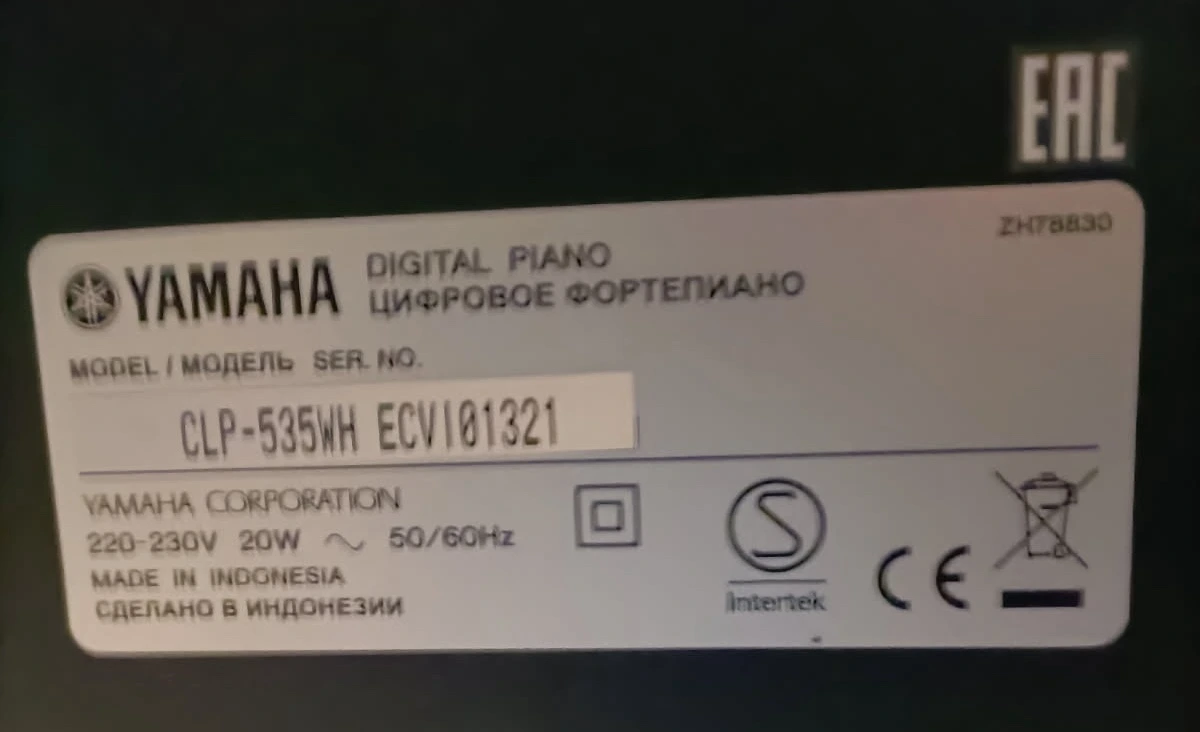 EAC
ZH78830
YAMAHA DIGITAL PIANO
ЦИФРОВОЕ ФОРТЕПИАНО
MODEL / МОДЕЛЬ SER. NO.
CLP-535WH ECVI01321
YAMAHA CORPORATION
220-230V 20W ～ 50/60Hz
MADE IN INDONESIA
СДЕЛАНО В ИНДОНЕЗИИ
S
Intertek
CE